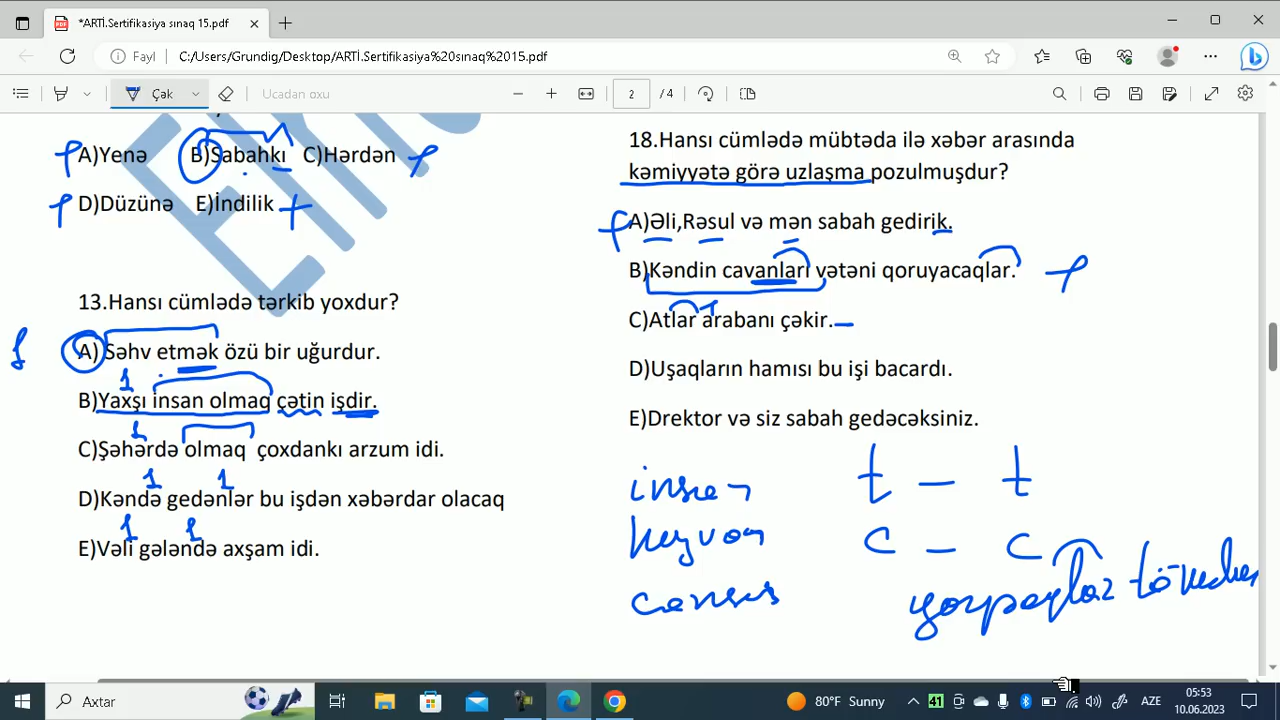 *ARTİ.Sertifikasiya sınaq 15.pdf
Fayl C:/Users/Grundig/Desktop/ARTİ.Sertifikasiya%20sınaq%2015.pdf
Çək Ucadan oxu 2 / 4
A)Yenə B)Sabahkı C)Hərdən
D)Düzünə E)İndilik
13.Hansı cümlədə tərkib yoxdur?
A) Səhv etmək özü bir uğurdur.
B)Yaxşı insan olmaq çətin işdir.
C)Şəhərdə olmaq çoxdankı arzum idi.
D)Kəndə gedənlər bu işdən xəbərdar olacaq
E)Vəli gələndə axşam idi.
18.Hansı cümlədə mübtəda ilə xəbər arasında
kəmiyyətə görə uzlaşma pozulmuşdur?
A)Əli,Rəsul və mən sabah gedirik.
B)Kəndin cavanları vətəni qoruyacaqlar.
C)Atlar arabanı çəkir.
D)Uşaqların hamısı bu işi bacardı.
E)Drektor və siz sabah gedəcəksiniz.
insan t – t
heyvan c – c
cansız yarpaqlar
Axtar 80°F Sunny 41 AZE 05:53
10.06.2023